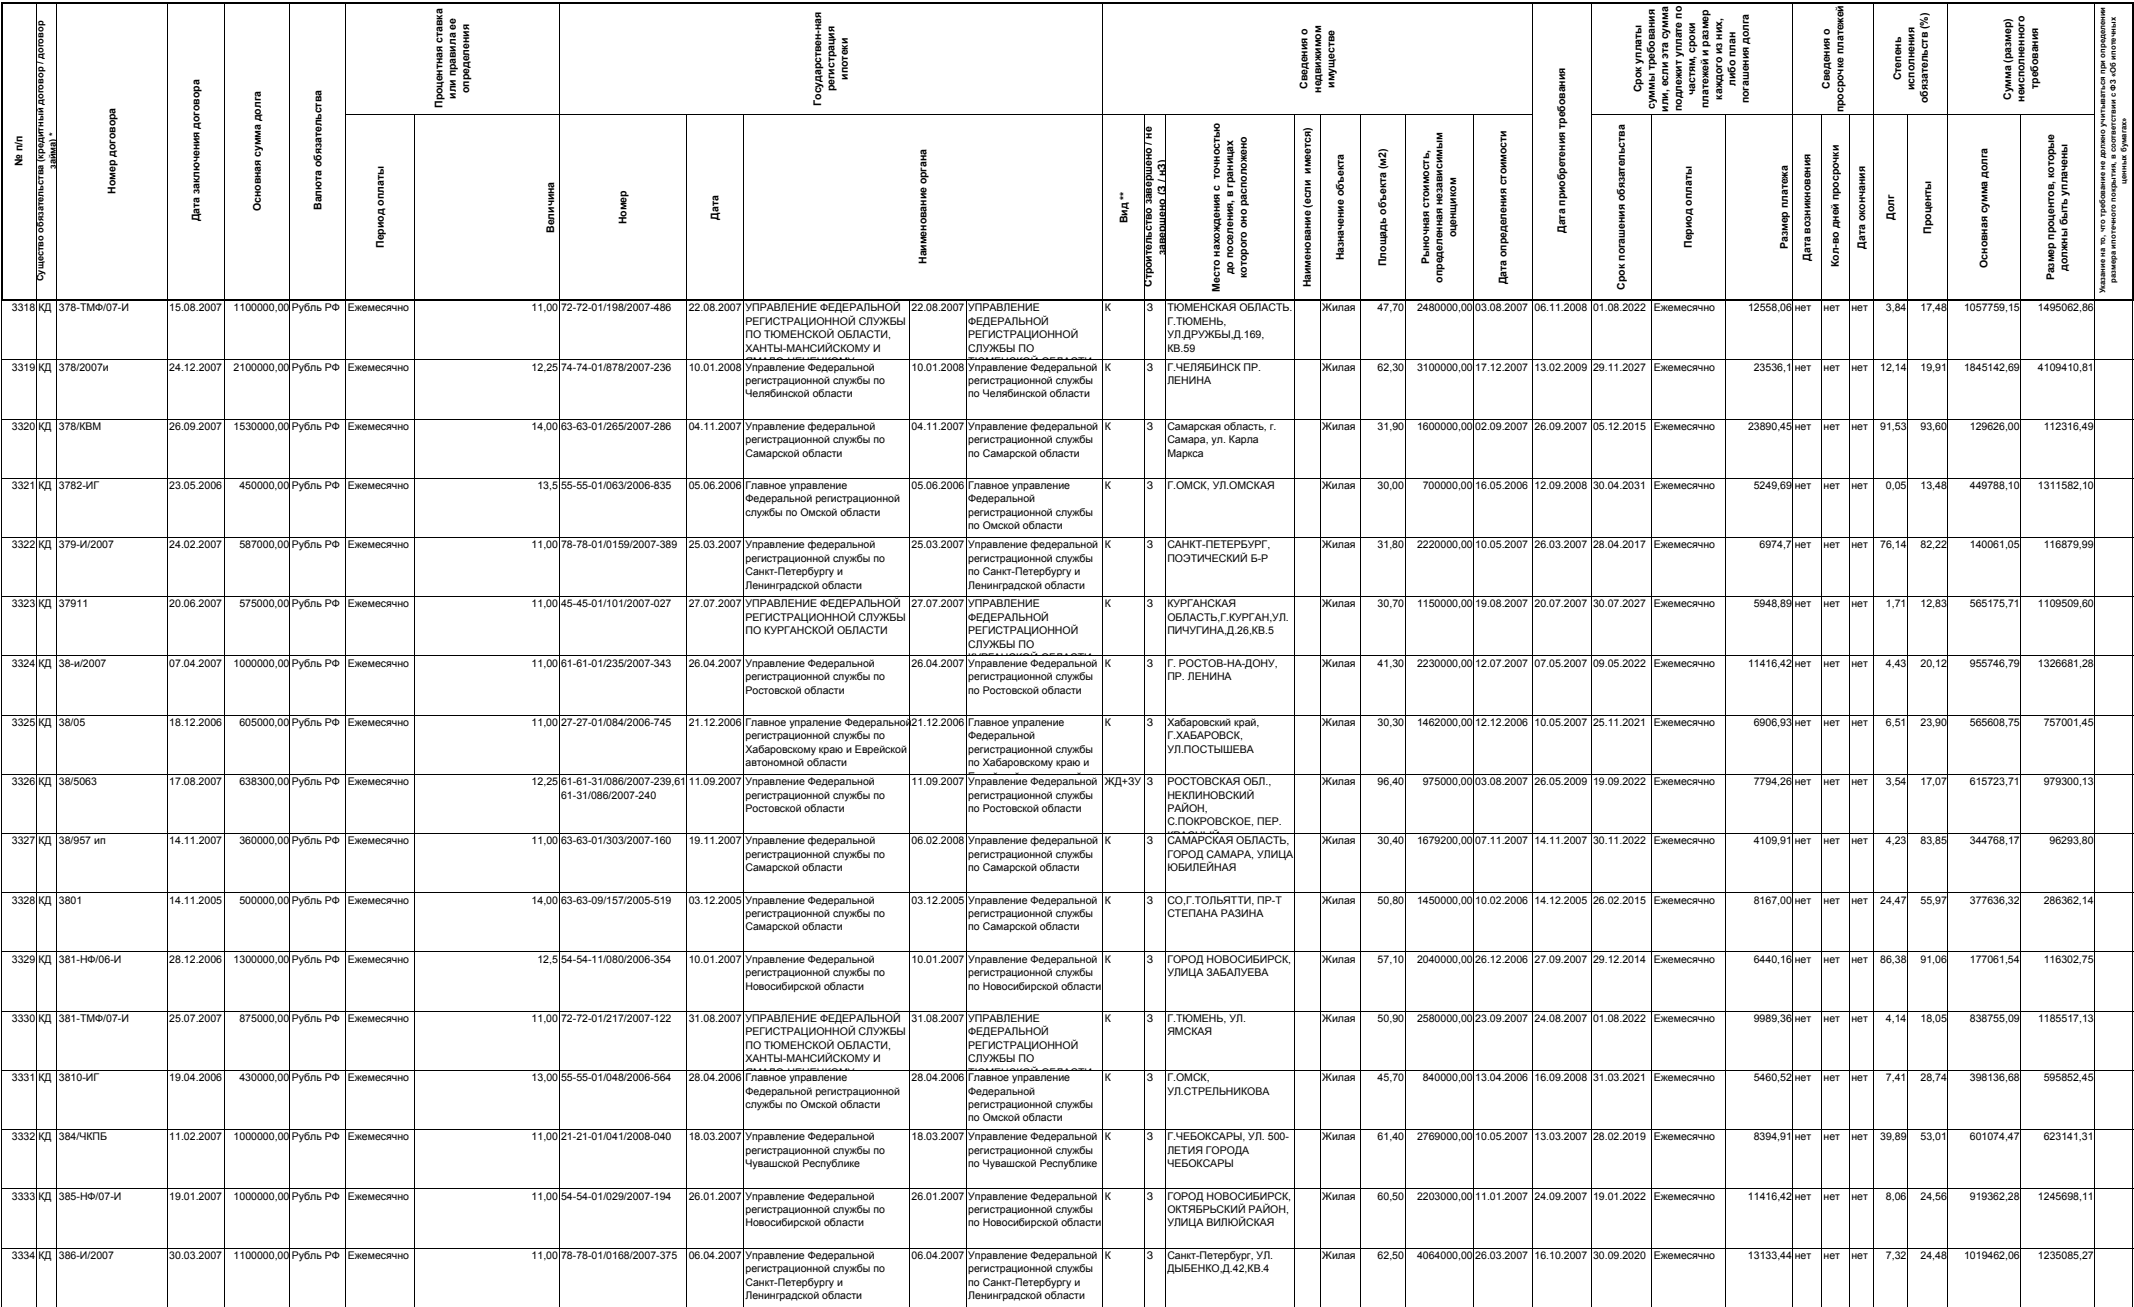 № п/п
Существо обязательства (кредитный договор / договор займа) *
Номер договора
Дата заключения договора
Основная сумма долга
Валюта обязательства
Процентная ставка или правила ее определения
Период оплаты
Величина
Государствен-ная регистрация ипотеки
Номер
Дата
Наименование органа
Сведения о недвижимом имуществе
Вид **
Строительство завершено / не завершено (З / нЗ)
Место нахождения с точностью до поселения, в границах которого оно расположено
Наименование (если имеется)
Назначение объекта
Площадь объекта (м2)
Рыночная стоимость, определенная независимым оценщиком
Дата определения стоимости
Дата приобретения требования
Срок уплаты суммы требования или, если эта сумма подлежит уплате по частям, сроки платежей и размер каждого из них, либо план погашения долга
Срок погашения обязательства
Период оплаты
Размер платежа
Сведения о просрочке платежей
Дата возникновения
Кол-во дней просрочки
Дата окончания
Степень исполнения обязательств (%)
Долг
Проценты
Сумма (размер) неисполненного требования
Основная сумма долга
Размер процентов, которые должны быть уплачены
Указание на то, что требование не должно учитываться при определении размера ипотечного покрытия, в соответствии с ФЗ «Об ипотечных ценных бумагах»
3318 КД 378-ТМФ/07-И 15.08.2007 1100000,00 Рубль РФ Ежемесячно 11,00 72-72-01/198/2007-486 22.08.2007 УПРАВЛЕНИЕ ФЕДЕРАЛЬНОЙ РЕГИСТРАЦИОННОЙ СЛУЖБЫ ПО ТЮМЕНСКОЙ ОБЛАСТИ, ХАНТЫ-МАНСИЙСКОМУ И 22.08.2007 УПРАВЛЕНИЕ ФЕДЕРАЛЬНОЙ РЕГИСТРАЦИОННОЙ СЛУЖБЫ ПО К З ТЮМЕНСКАЯ ОБЛАСТЬ. Г.ТЮМЕНЬ, УЛ.ДРУЖБЫ,Д.169, КВ.59 Жилая 47,70 2480000,00 03.08.2007 06.11.2008 01.08.2022 Ежемесячно 12558,06 нет нет нет 3,84 17,48 1057759,15 1495062,86
3319 КД 378/2007и 24.12.2007 2100000,00 Рубль РФ Ежемесячно 12,25 74-74-01/878/2007-236 10.01.2008 Управление Федеральной регистрационной службы по Челябинской области 10.01.2008 Управление Федеральной регистрационной службы по Челябинской области К З Г.ЧЕЛЯБИНСК ПР. ЛЕНИНА Жилая 62,30 3100000,00 17.12.2007 13.02.2009 29.11.2027 Ежемесячно 23536,1 нет нет нет 12,14 19,91 1845142,69 4109410,81
3320 КД 378/КВМ 26.09.2007 1530000,00 Рубль РФ Ежемесячно 14,00 63-63-01/265/2007-286 04.11.2007 Управление федеральной регистрационной службы по Самарской области 04.11.2007 Управление федеральной регистрационной службы по Самарской области К З Самарская область, г. Самара, ул. Карла Маркса Жилая 31,90 1600000,00 02.09.2007 26.09.2007 05.12.2015 Ежемесячно 23890,45 нет нет нет 91,53 93,60 129626,00 112316,49
3321 КД 3782-ИГ 23.05.2006 450000,00 Рубль РФ Ежемесячно 13,5 55-55-01/063/2006-835 05.06.2006 Главное управление Федеральной регистрационной службы по Омской области 05.06.2006 Главное управление Федеральной регистрационной службы по Омской области К З Г.ОМСК, УЛ.ОМСКАЯ Жилая 30,00 700000,00 16.05.2006 12.09.2008 30.04.2031 Ежемесячно 5249,69 нет нет нет 0,05 13,48 449788,10 1311582,10
3322 КД 379-И/2007 24.02.2007 587000,00 Рубль РФ Ежемесячно 11,00 78-78-01/0159/2007-389 25.03.2007 Управление федеральной регистрационной службы по Санкт-Петербургу и Ленинградской области 25.03.2007 Управление федеральной регистрационной службы по Санкт-Петербургу и Ленинградской области К З САНКТ-ПЕТЕРБУРГ, ПОЭТИЧЕСКИЙ Б-Р Жилая 31,80 2220000,00 10.05.2007 26.03.2007 28.04.2017 Ежемесячно 6974,7 нет нет нет 76,14 82,22 140061,05 116879,99
3323 КД 37911 20.06.2007 575000,00 Рубль РФ Ежемесячно 11,00 45-45-01/101/2007-027 27.07.2007 УПРАВЛЕНИЕ ФЕДЕРАЛЬНОЙ РЕГИСТРАЦИОННОЙ СЛУЖБЫ ПО КУРГАНСКОЙ ОБЛАСТИ 27.07.2007 УПРАВЛЕНИЕ ФЕДЕРАЛЬНОЙ РЕГИСТРАЦИОННОЙ СЛУЖБЫ ПО К З КУРГАНСКАЯ ОБЛАСТЬ,Г.КУРГАН,УЛ. ПИЧУГИНА,Д.26,КВ.5 Жилая 30,70 1150000,00 19.08.2007 20.07.2007 30.07.2027 Ежемесячно 5948,89 нет нет нет 1,71 12,83 565175,71 1109509,60
3324 КД 38-и/2007 07.04.2007 1000000,00 Рубль РФ Ежемесячно 11,00 61-61-01/235/2007-343 26.04.2007 Управление Федеральной регистрационной службы по Ростовской области 26.04.2007 Управление Федеральной регистрационной службы по Ростовской области К З Г. РОСТОВ-НА-ДОНУ, ПР. ЛЕНИНА Жилая 41,30 2230000,00 12.07.2007 07.05.2007 09.05.2022 Ежемесячно 11416,42 нет нет нет 4,43 20,12 955746,79 1326681,28
3325 КД 38/05 18.12.2006 605000,00 Рубль РФ Ежемесячно 11,00 27-27-01/084/2006-745 21.12.2006 Главное упраление Федеральной регистрационной службы по Хабаровскому краю и Еврейской автономной области 21.12.2006 Главное упраление Федеральной регистрационной службы по Хабаровскому краю и К З Хабаровский край, Г.ХАБАРОВСК, УЛ.ПОСТЫШЕВА Жилая 30,30 1462000,00 12.12.2006 10.05.2007 25.11.2021 Ежемесячно 6906,93 нет нет нет 6,51 23,90 565608,75 757001,45
3326 КД 38/5063 17.08.2007 638300,00 Рубль РФ Ежемесячно 12,25 61-61-31/086/2007-239,61 61-31/086/2007-240 11.09.2007 Управление Федеральной регистрационной службы по Ростовской области 11.09.2007 Управление Федеральной регистрационной службы по Ростовской области ЖД+ЗУ З РОСТОВСКАЯ ОБЛ., НЕКЛИНОВСКИЙ РАЙОН, С.ПОКРОВСКОЕ, ПЕР. Жилая 96,40 975000,00 03.08.2007 26.05.2009 19.09.2022 Ежемесячно 7794,26 нет нет нет 3,54 17,07 615723,71 979300,13
3327 КД 38/957 ип 14.11.2007 360000,00 Рубль РФ Ежемесячно 11,00 63-63-01/303/2007-160 19.11.2007 Управление федеральной регистрационной службы по Самарской области 06.02.2008 Управление федеральной регистрационной службы по Самарской области К З САМАРСКАЯ ОБЛАСТЬ, ГОРОД САМАРА, УЛИЦА ЮБИЛЕЙНАЯ Жилая 30,40 1679200,00 07.11.2007 14.11.2007 30.11.2022 Ежемесячно 4109,91 нет нет нет 4,23 83,85 344768,17 96293,80
3328 КД 3801 14.11.2005 500000,00 Рубль РФ Ежемесячно 14,00 63-63-09/157/2005-519 03.12.2005 Управление Федеральной регистрационной службы по Самарской области 03.12.2005 Управление Федеральной регистрационной службы по Самарской области К З СО,Г.ТОЛЬЯТТИ, ПР-Т СТЕПАНА РАЗИНА Жилая 50,80 1450000,00 10.02.2006 14.12.2005 26.02.2015 Ежемесячно 8167,00 нет нет нет 24,47 55,97 377636,32 286362,14
3329 КД 381-НФ/06-И 28.12.2006 1300000,00 Рубль РФ Ежемесячно 12,5 54-54-11/080/2006-354 10.01.2007 Управление Федеральной регистрационной службы по Новосибирской области 10.01.2007 Управление Федеральной регистрационной службы по Новосибирской области К З ГОРОД НОВОСИБИРСК, УЛИЦА ЗАБАЛУЕВА Жилая 57,10 2040000,00 26.12.2006 27.09.2007 29.12.2014 Ежемесячно 6440,16 нет нет нет 86,38 91,06 177061,54 116302,75
3330 КД 381-ТМФ/07-И 25.07.2007 875000,00 Рубль РФ Ежемесячно 11,00 72-72-01/217/2007-122 31.08.2007 УПРАВЛЕНИЕ ФЕДЕРАЛЬНОЙ РЕГИСТРАЦИОННОЙ СЛУЖБЫ ПО ТЮМЕНСКОЙ ОБЛАСТИ, ХАНТЫ-МАНСИЙСКОМУ И 31.08.2007 УПРАВЛЕНИЕ ФЕДЕРАЛЬНОЙ РЕГИСТРАЦИОННОЙ СЛУЖБЫ ПО К З Г.ТЮМЕНЬ, УЛ. ЯМСКАЯ Жилая 50,90 2580000,00 23.09.2007 24.08.2007 01.08.2022 Ежемесячно 9989,36 нет нет нет 4,14 18,05 838755,09 1185517,13
3331 КД 3810-ИГ 19.04.2006 430000,00 Рубль РФ Ежемесячно 13,00 55-55-01/048/2006-564 28.04.2006 Главное управление Федеральной регистрационной службы по Омской области 28.04.2006 Главное управление Федеральной регистрационной службы по Омской области К З Г.ОМСК, УЛ.СТРЕЛЬНИКОВА Жилая 45,70 840000,00 13.04.2006 16.09.2008 31.03.2021 Ежемесячно 5460,52 нет нет нет 7,41 28,74 398136,68 595852,45
3332 КД 384/ЧКПБ 11.02.2007 1000000,00 Рубль РФ Ежемесячно 11,00 21-21-01/041/2008-040 18.03.2007 Управление Федеральной регистрационной службы по Чувашской Республике 18.03.2007 Управление Федеральной регистрационной службы по Чувашской Республике К З Г.ЧЕБОКСАРЫ, УЛ. 500-ЛЕТИЯ ГОРОДА ЧЕБОКСАРЫ Жилая 61,40 2769000,00 10.05.2007 13.03.2007 28.02.2019 Ежемесячно 8394,91 нет нет нет 39,89 53,01 601074,47 623141,31
3333 КД 385-НФ/07-И 19.01.2007 1000000,00 Рубль РФ Ежемесячно 11,00 54-54-01/029/2007-194 26.01.2007 Управление Федеральной регистрационной службы по Новосибирской области 26.01.2007 Управление Федеральной регистрационной службы по Новосибирской области К З ГОРОД НОВОСИБИРСК, ОКТЯБРЬСКИЙ РАЙОН, УЛИЦА ВИЛЮЙСКАЯ Жилая 60,50 2203000,00 11.01.2007 24.09.2007 19.01.2022 Ежемесячно 11416,42 нет нет нет 8,06 24,56 919362,28 1245698,11
3334 КД 386-И/2007 30.03.2007 1100000,00 Рубль РФ Ежемесячно 11,00 78-78-01/0168/2007-375 06.04.2007 Управление Федеральной регистрационной службы по Санкт-Петербургу и Ленинградской области 06.04.2007 Управление Федеральной регистрационной службы по Санкт-Петербургу и Ленинградской области К З Санкт-Петербург, УЛ. ДЫБЕНКО,Д.42,КВ.4 Жилая 62,50 4064000,00 26.03.2007 16.10.2007 30.09.2020 Ежемесячно 13133,44 нет нет нет 7,32 24,48 1019462,06 1235085,27